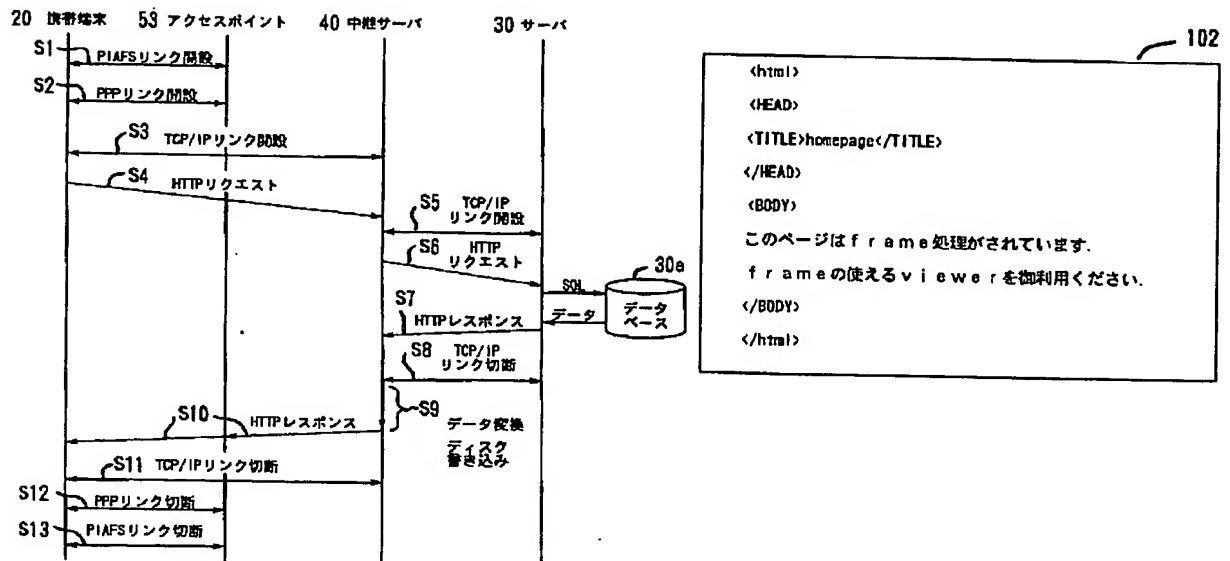 20 携帯端末
53 アクセスポイント
40 中継サーバ
30 サーバ
S1
PIAFSリンク開設
S2
PPPリンク開設
S3
TCP/IPリンク開設
S4
HTTPリクエスト
S5
TCP/IP
リンク開設
S6
HTTP
リクエスト
30a
SQL
データ
データ
ベース
S7
HTTPレスポンス
S8
TCP/IP
リンク切断
S9
データ変換
ディスク
書き込み
S10
HTTPレスポンス
S11
TCP/IPリンク切断
S12
PPPリンク切断
S13
PIAFSリンク切断
102
<html>
<HEAD>
<TITLE>homepage</TITLE>
</HEAD>
<BODY>
このページはframe処理がされています.
frameの使えるviewerを御利用ください.
</BODY>
</html>